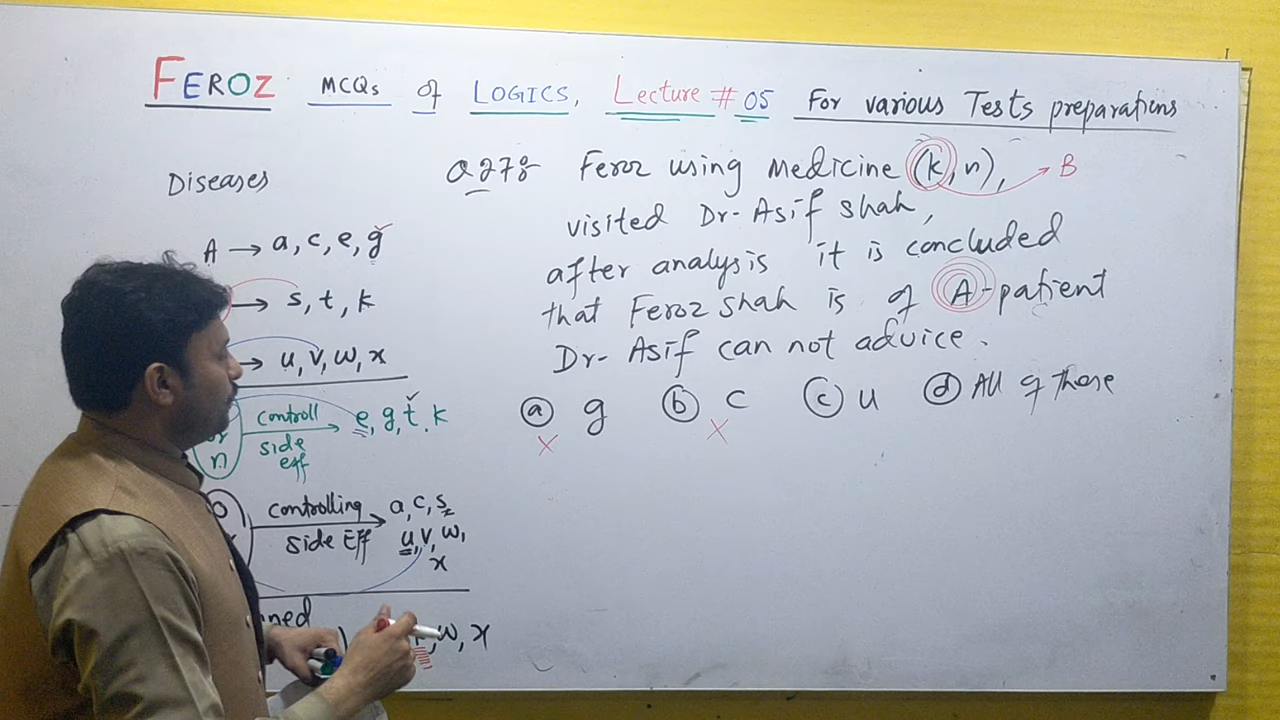 FEROZ MCQs of LOGICS, Lecture # 05 For various Tests preparations
Diseases
A → a, c, e, g
→ s, t, k
→ u, v, w, x
or n controll side eff → e, g, t, k
controlling side Eff → a, c, s
u, v, w,
x
w, x
Q278 Feroz using medicine (k, n), → B
visited Dr- Asif shah,
after analysis it is concluded
that Feroz shah is of A-patient
Dr- Asif can not advice.
(a) g (b) c (c) u (d) All of these
X X